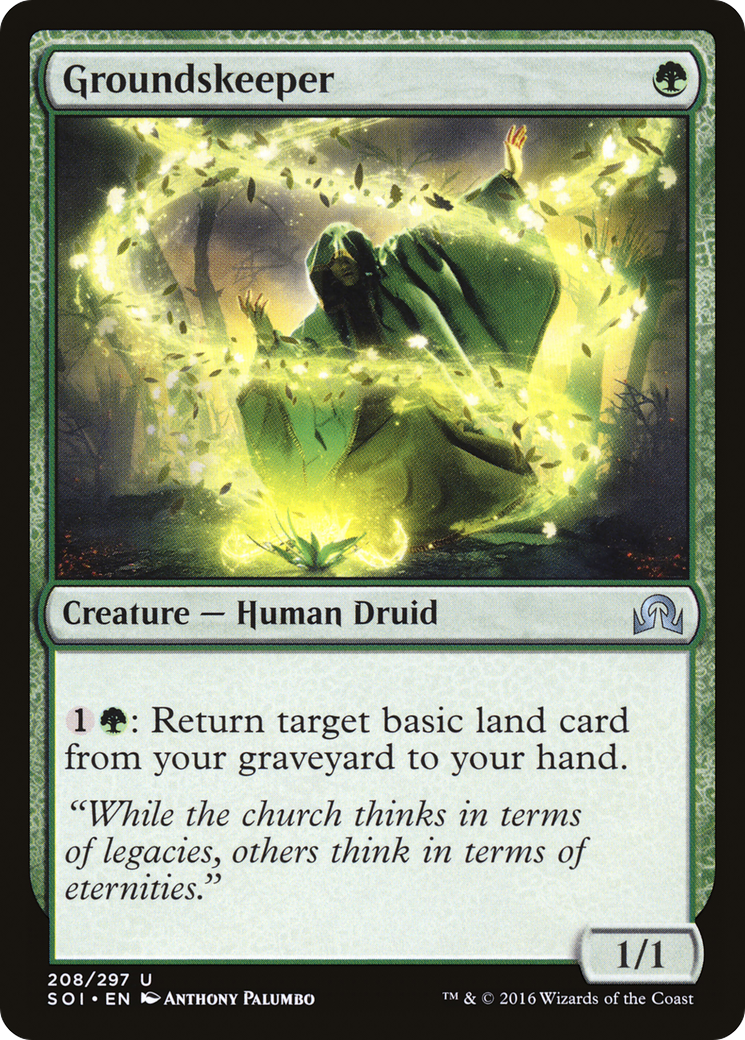 Groundskeeper
Creature — Human Druid
1 : Return target basic land card
from your graveyard to your hand.
“While the church thinks in terms
of legacies, others think in terms of
eternities.”
1/1
208/297 U
SOI • EN Anthony Palumbo
™ & © 2016 Wizards of the Coast